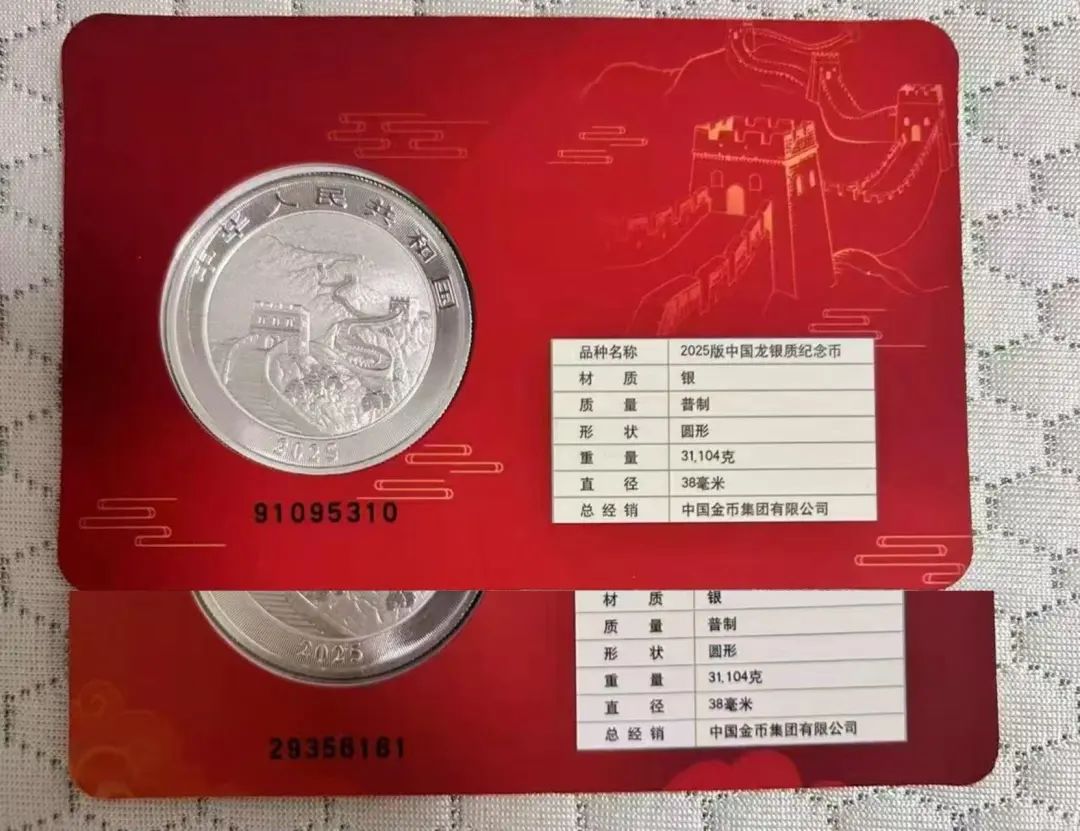 中华人民共和国
2025
91095310
品种名称 2025版中国龙银质纪念币
材 质 银
质 量 普制
形 状 圆形
重 量 31.104克
直 径 38毫米
总经销 中国金币集团有限公司
2025
29356161
材 质 银
质 量 普制
形 状 圆形
重 量 31.104克
直 径 38毫米
总经销 中国金币集团有限公司